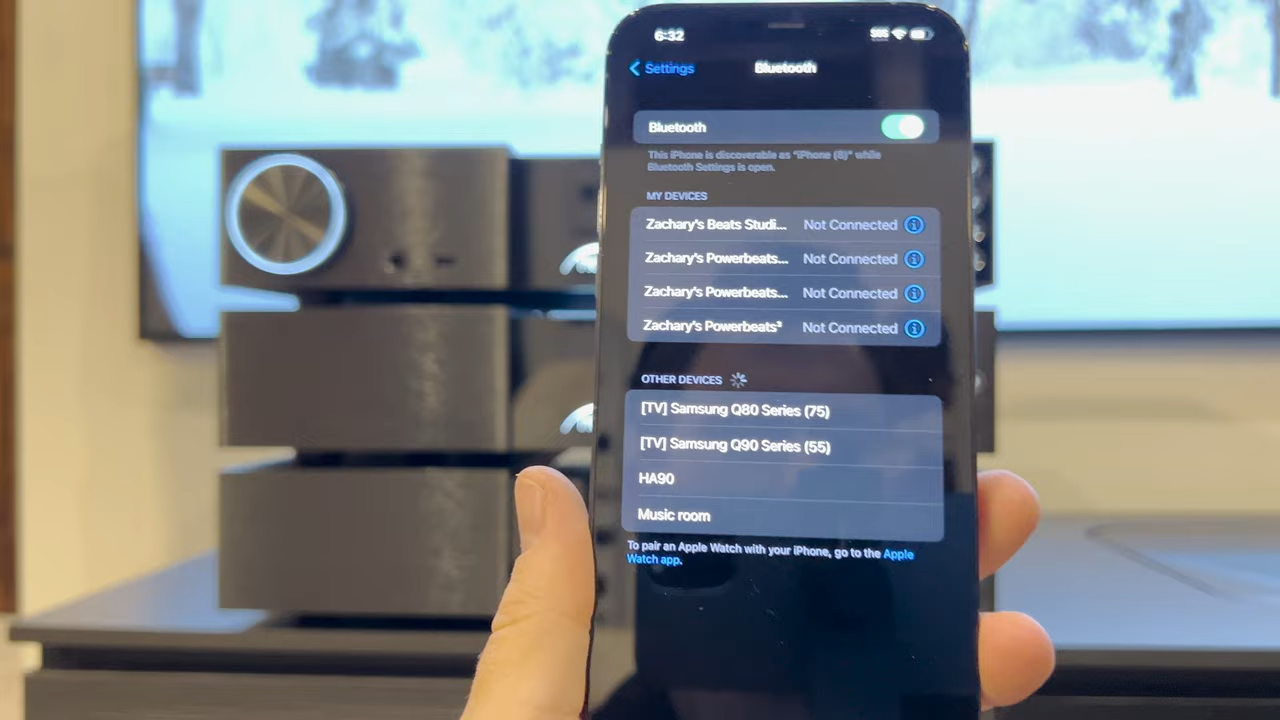 6:32
SOS
Settings
Bluetooth
Bluetooth
This iPhone is discoverable as "iPhone (8)" while
Bluetooth Settings is open.
MY DEVICES
Zachary's Beats Studi... Not Connected
Zachary's Powerbeats... Not Connected
Zachary's Powerbeats... Not Connected
Zachary's Powerbeats³ Not Connected
OTHER DEVICES
[TV] Samsung Q80 Series (75)
[TV] Samsung Q90 Series (55)
HA90
Music room
To pair an Apple Watch with your iPhone, go to the Apple
Watch app.